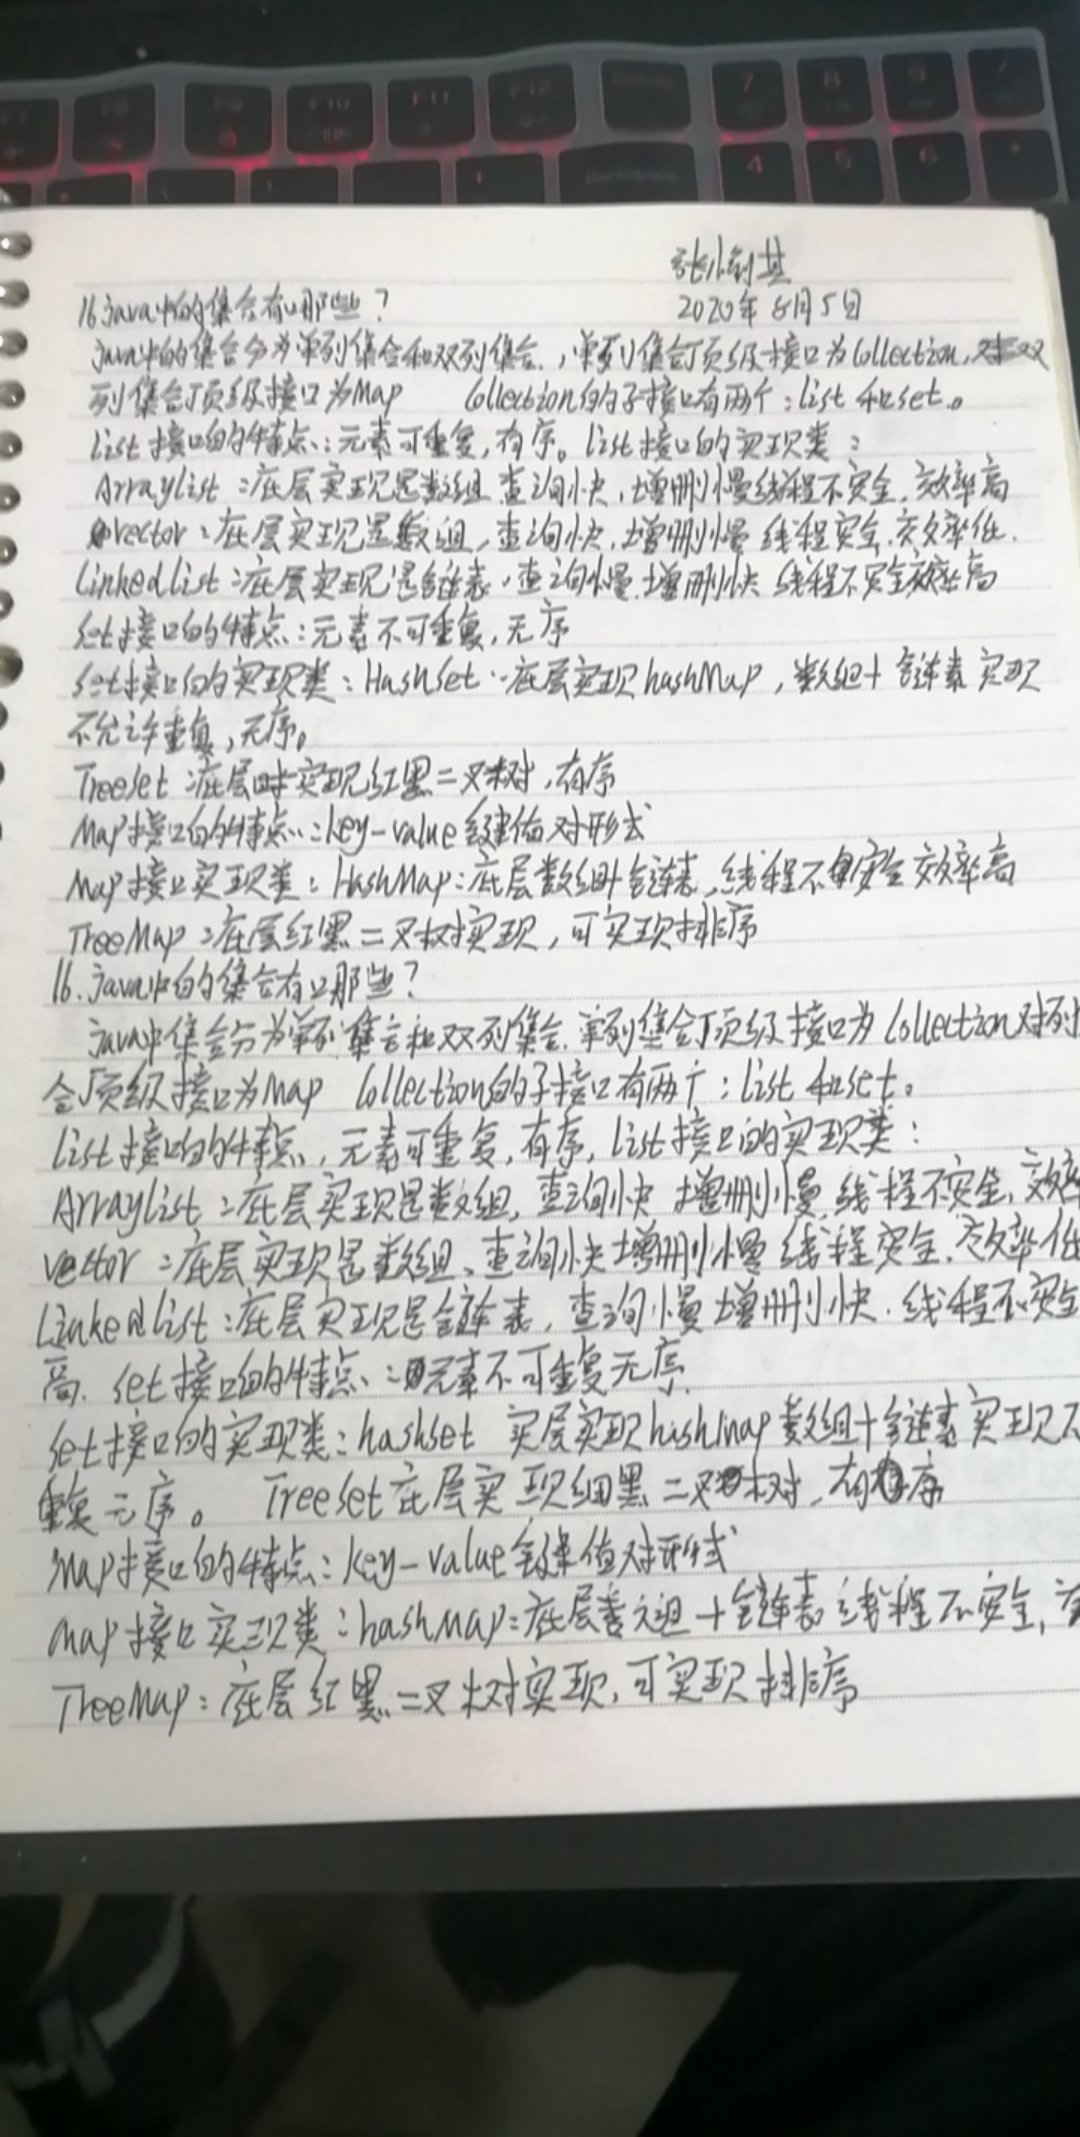 F10 F11 F12 Delete 7 8 9
Backspace 4 5 6
2020年8月5日
16.java中的集合有哪些？
java中的集合分为单列集合和双列集合，单列集合顶级接口为Collection，双
列集合顶级接口为Map Collection的子接口有两个：List和set。
List接口的特点：元素可重复，有序。List接口的实现类：
ArrayList：底层实现是数组，查询快，增删慢线程不安全，效率高
vector：底层实现是数组，查询快，增删慢 线程安全，效率低.
LinkedList：底层实现是链表，查询慢，增删快 线程不安全效率高
set接口的特点：元素不可重复，无序
set接口的实现类：HashSet：底层实现hashMap，数组+链表 实现
不允许重复，无序。
TreeSet：底层实现红黑二叉树，有序
Map接口的特点：key-value 键值对形式
Map接口实现类：HashMap：底层数组+链表，线程不安全 效率高
TreeMap：底层红黑二叉树实现，可实现排序
16.java中的集合有哪些？
java中集合分为单列集合和双列集合.单列集合顶级接口为Collection对列
合顶级接口为Map Collection的子接口有两个：List和set。
List接口的特点，元素可重复，有序，List接口的实现类：
ArrayList：底层实现是数组，查询快 增删慢，线程不安全，效率
vector：底层实现是数组、查询快 增删慢 线程安全.效率低
LinkedList：底层实现是链表，查询慢 增删快.线程不安全
高. set接口的特点：元素不可重复无序.
set接口的实现类：hashset 实层实现hashmap数组+链表实现不
重复元序。 TreeSet底层实现细黑二叉树，有序
Map接口的特点：key-value 键值对形式
map接口实现类：hashMap：底层数组+链表 线程不安全，
TreeMap：底层红黑二叉树实现，可实现排序